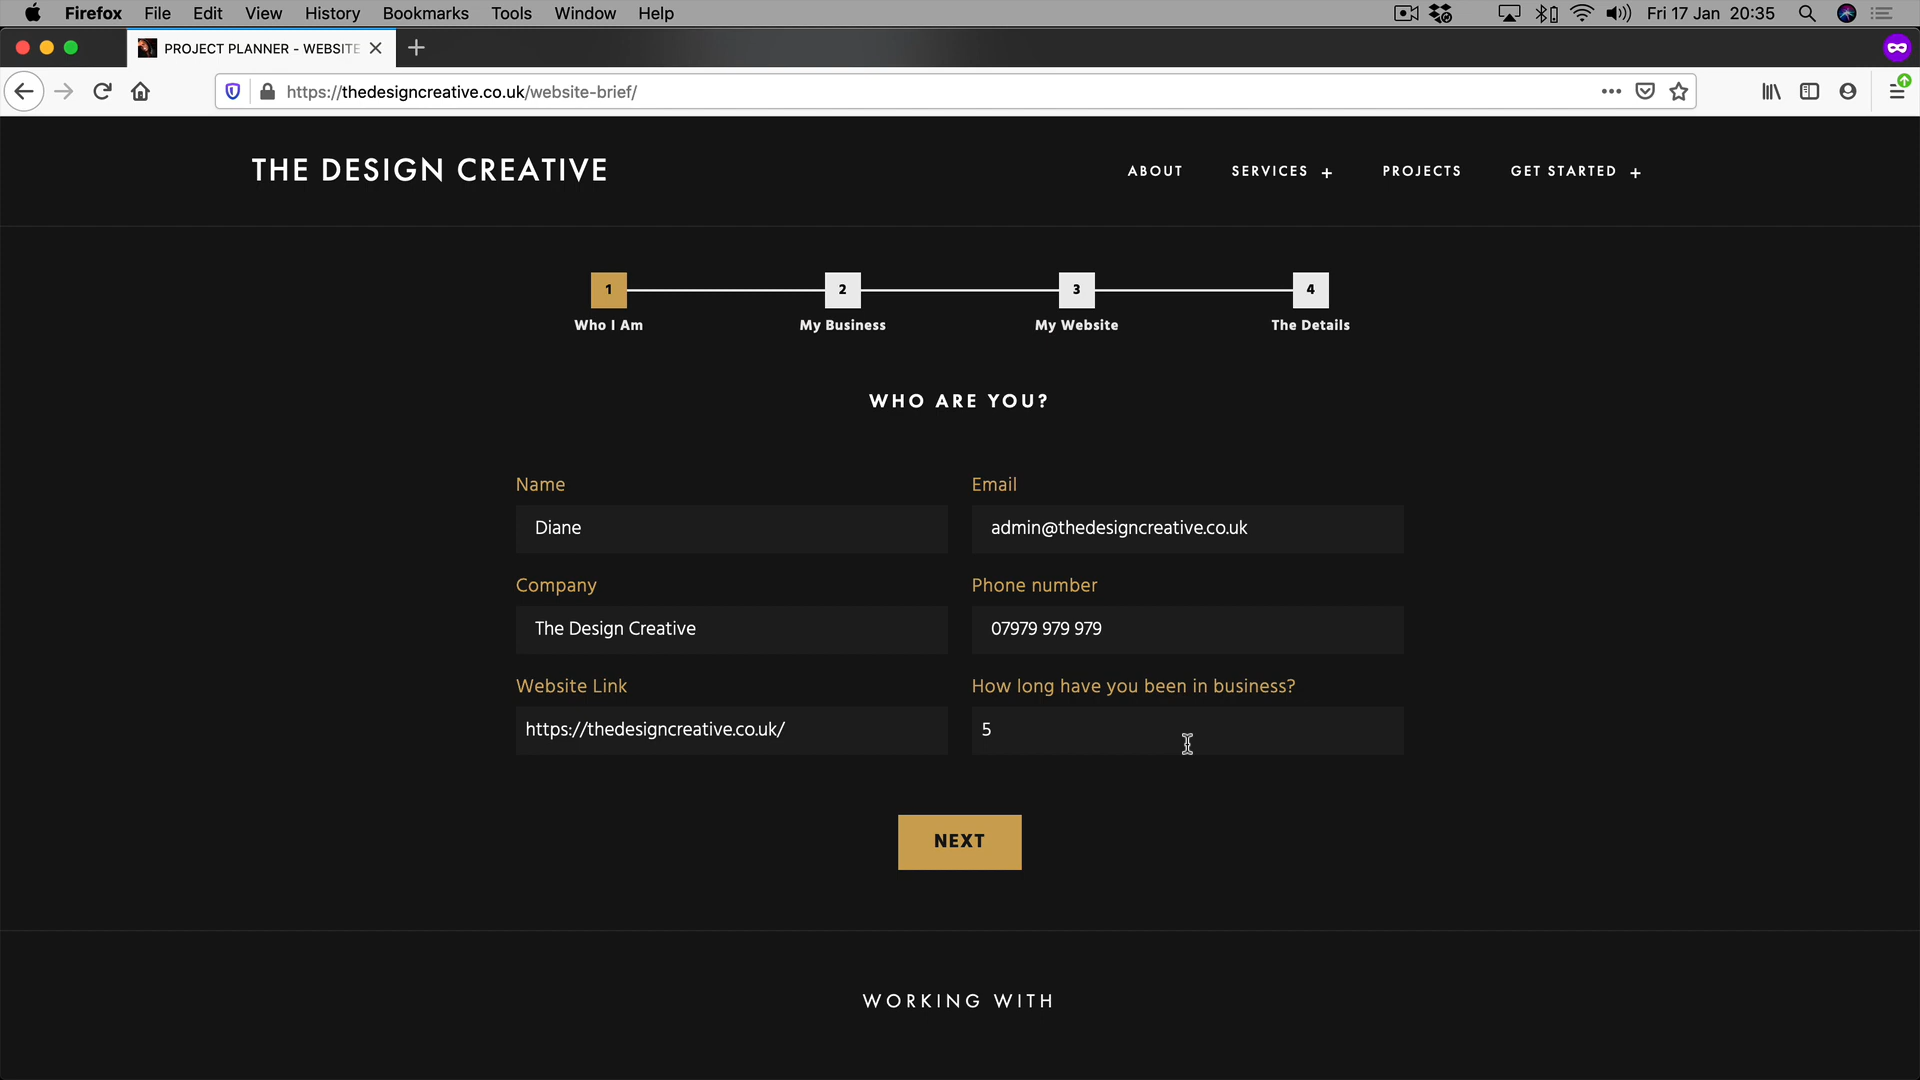 Firefox File Edit View History Bookmarks Tools Window Help Fri 17 Jan 20:35
PROJECT PLANNER - WEBSITE
https://thedesigncreative.co.uk/website-brief/
THE DESIGN CREATIVE
ABOUT SERVICES + PROJECTS GET STARTED +
1 2 3 4
Who I Am My Business My Website The Details
WHO ARE YOU?
Name Email
Diane admin@thedesigncreative.co.uk
Company Phone number
The Design Creative 07979 979 979
Website Link How long have you been in business?
https://thedesigncreative.co.uk/ 5
NEXT
WORKING WITH